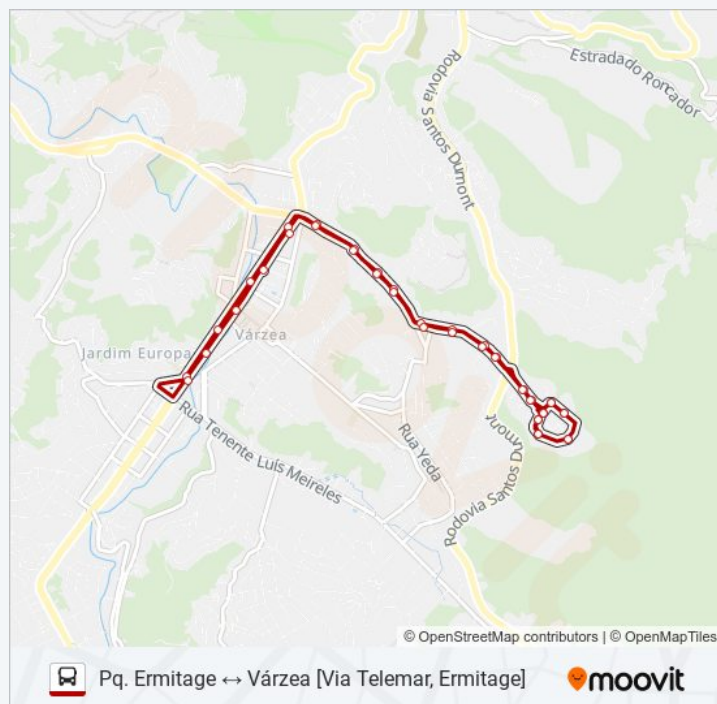 Estrada do Roncador
Rodovia Santos Dumont
Várzea
Jardim Europa
Rua Tenente Luís Meireles
Rua Yeda
Rodovia Santos Dumont
© OpenStreetMap contributors | © OpenMapTiles
Pq. Ermitage ↔ Várzea [Via Telemar, Ermitage]
moovit